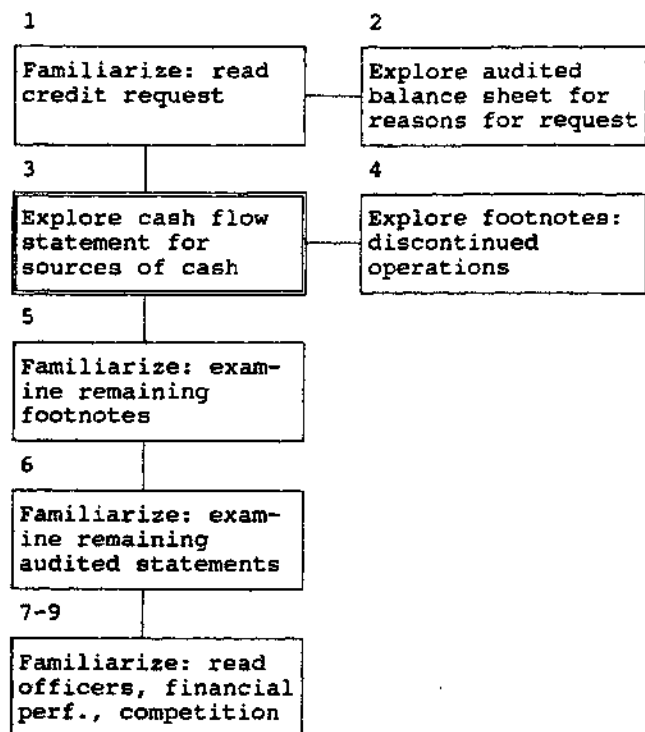 1
Familiarize: read
credit request
2
Explore audited
balance sheet for
reasons for request
3
Explore cash flow
statement for
sources of cash
4
Explore footnotes:
discontinued
operations
5
Familiarize: exam-
ine remaining
footnotes
6
Familiarize: exam-
ine remaining
audited statements
7-9
Familiarize: read
officers, financial
perf., competition